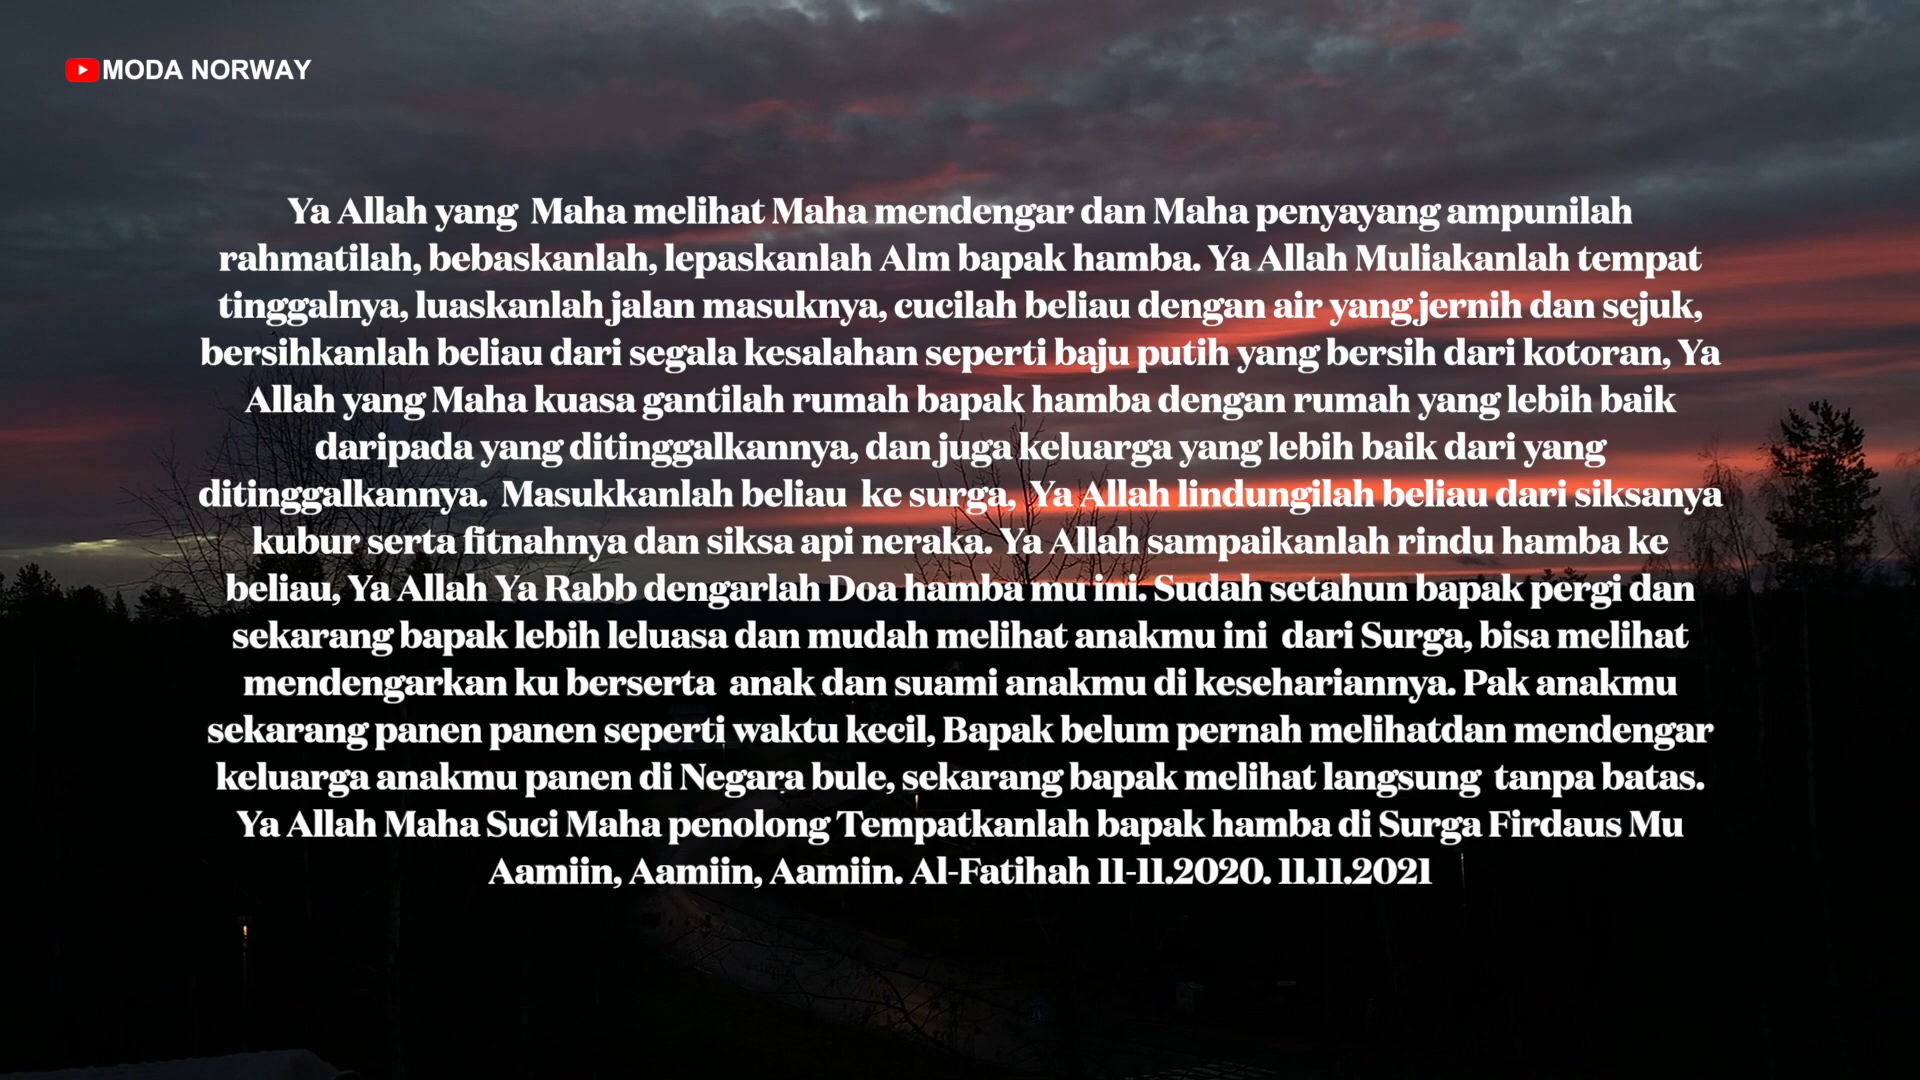 MODA NORWAY
Ya Allah yang Maha melihat Maha mendengar dan Maha penyayang ampunilah
rahmatilah, bebaskanlah, lepaskanlah Alm bapak hamba. Ya Allah Muliakanlah tempat
tinggalnya, luaskanlah jalan masuknya, cucilah beliau dengan air yang jernih dan sejuk,
bersihkanlah beliau dari segala kesalahan seperti baju putih yang bersih dari kotoran, Ya
Allah yang Maha kuasa gantilah rumah bapak hamba dengan rumah yang lebih baik
daripada yang ditinggalkannya, dan juga keluarga yang lebih baik dari yang
ditinggalkannya. Masukkanlah beliau ke surga, Ya Allah lindungilah beliau dari siksanya
kubur serta fitnahnya dan siksa api neraka. Ya Allah sampaikanlah rindu hamba ke
beliau, Ya Allah Ya Rabb dengarlah Doa hamba mu ini. Sudah setahun bapak pergi dan
sekarang bapak lebih leluasa dan mudah melihat anakmu ini dari Surga, bisa melihat
mendengarkan ku berserta anak dan suami anakmu di kesehariannya. Pak anakmu
sekarang panen panen seperti waktu kecil, Bapak belum pernah melihatdan mendengar
keluarga anakmu panen di Negara bule, sekarang bapak melihat langsung tanpa batas.
Ya Allah Maha Suci Maha penolong Tempatkanlah bapak hamba di Surga Firdaus Mu
Aamiin, Aamiin, Aamiin. Al-Fatihah 11-11.2020. 11.11.2021